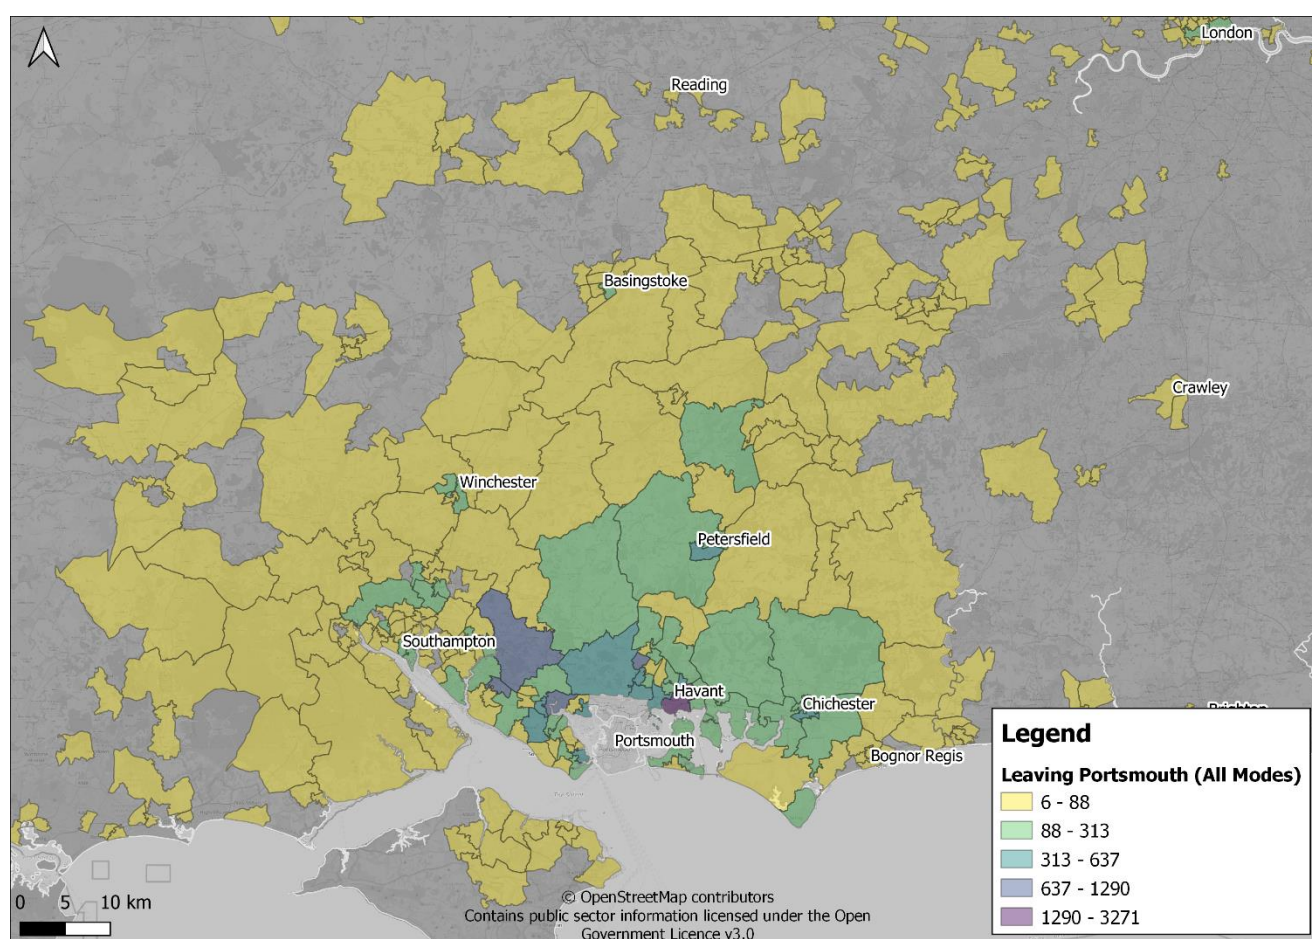 London
Reading
Basingstoke
Crawley
Winchester
Petersfield
Southampton
Havant
Chichester
Portsmouth
Bognor Regis
Legend
Leaving Portsmouth (All Modes)
6 - 88
88 - 313
313 - 637
637 - 1290
1290 - 3271
0 5 10 km
© OpenStreetMap contributors
Contains public sector information licensed under the Open
Government Licence v3.0